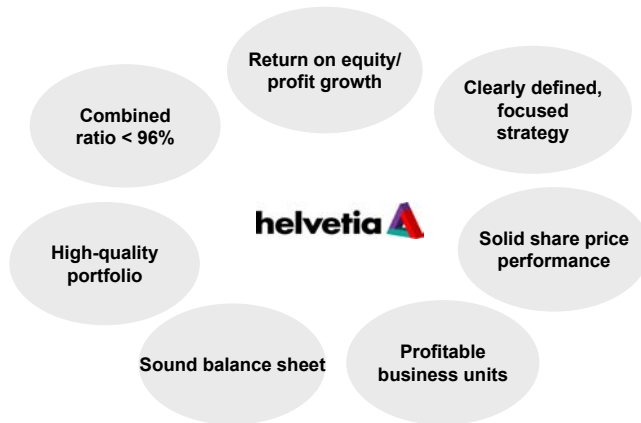 Return on equity/
profit growth
Clearly defined,
focused
strategy
Combined
ratio < 96%
helvetia
Solid share price
performance
High-quality
portfolio
Profitable
business units
Sound balance sheet